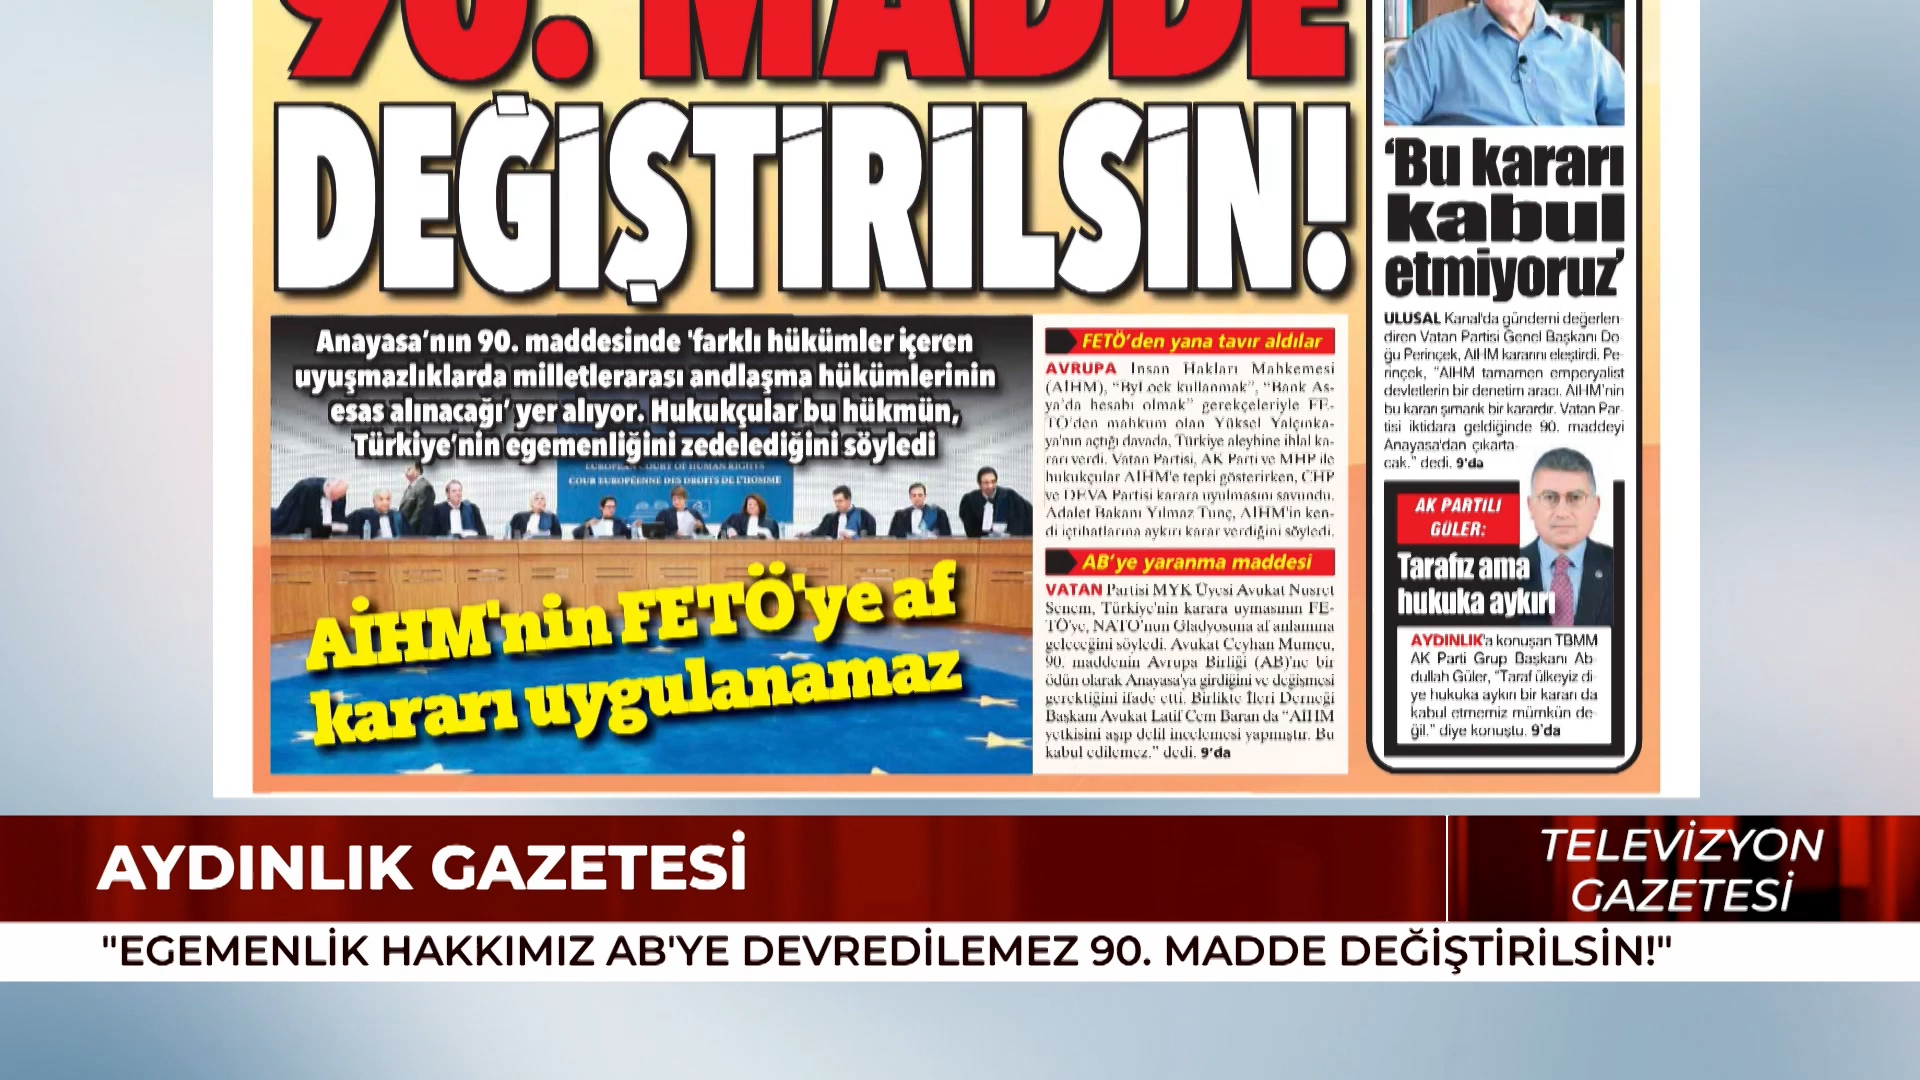 90. MADDE
DEĞİŞTİRİLSİN!
Anayasa’nın 90. maddesinde 'farklı hükümler içeren
uyuşmazlıklarda milletlerarası andlaşma hükümlerinin
esas alınacağı’ yer alıyor. Hukukçular bu hükmün,
Türkiye’nin egemenliğini zedelediğini söyledi
EUROPEAN COURT OF HUMAN RIGHTS
COUR EUROPÉENNE DES DROITS DE L'HOMME
AİHM'nin FETÖ'ye af
kararı uygulanamaz
FETÖ’den yana tavır aldılar
AVRUPA İnsan Hakları Mahkemesi
(AİHM), “ByLock kullanmak”, “Bank As-
ya’da hesabı olmak” gerekçeleriyle FE-
TÖ’den mahkum olan Yüksel Yalçınka-
ya'nın açtığı davada, Türkiye aleyhine ihlal ka-
rarı verdi. Vatan Partisi, AK Parti ve MHP ile
hukukçular AİHM'e tepki gösterirken, CHP
ve DEVA Partisi karara uyulmasını savundu.
Adalet Bakanı Yılmaz Tunç, AİHM'in ken-
di içtihatlarına aykırı karar verdiğini söyledi.
AB’ye yaranma maddesi
VATAN Partisi MYK Üyesi Avukat Nusret
Senem, Türkiye'nin karara uymasının FE-
TÖ'ye, NATO’nun Gladyosuna af anlamına
geleceğini söyledi. Avukat Ceyhan Mumcu,
90. maddenin Avrupa Birliği (AB)'ne bir
ödün olarak Anayasa'ya girdiğini ve değişmesi
gerektiğini ifade etti. Birlikte İleri Derneği
Başkanı Avukat Latif Cem Baran da “AİHM
yetkisini aşıp delil incelemesi yapmıştır. Bu
kabul edilemez.” dedi. 9’da
‘Bu kararı
kabul
etmiyoruz’
ULUSAL Kanal'da gündemi değerlen-
diren Vatan Partisi Genel Başkanı Do-
ğu Perinçek, AİHM kararını eleştirdi. Pe-
rinçek, “AİHM tamamen emperyalist
devletlerin bir denetim aracı. AİHM’nin
bu kararı şımarık bir karardır. Vatan Par-
tisi iktidara geldiğinde 90. maddeyi
Anayasa'dan çıkarta-
cak.” dedi. 9'da
AK PARTİLİ
GÜLER:
Tarafız ama
hukuka aykırı
AYDINLIK'a konuşan TBMM
AK Parti Grup Başkanı Ab-
dullah Güler, “Taraf ülkeyiz di-
ye hukuka aykırı bir kararı da
kabul etmemiz mümkün de-
ğil.” diye konuştu. 9’da
AYDINLIK GAZETESİ
TELEVİZYON
GAZETESİ
"EGEMENLİK HAKKIMIZ AB'YE DEVREDİLEMEZ 90. MADDE DEĞİŞTİRİLSİN!"